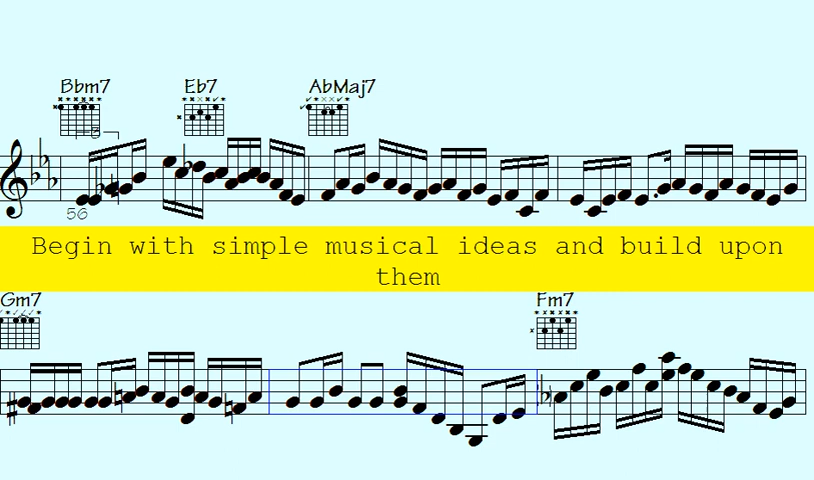 Bbm7 Eb7 AbMaj7
3
56
Begin with simple musical ideas and build upon
them
Gm7 Fm7